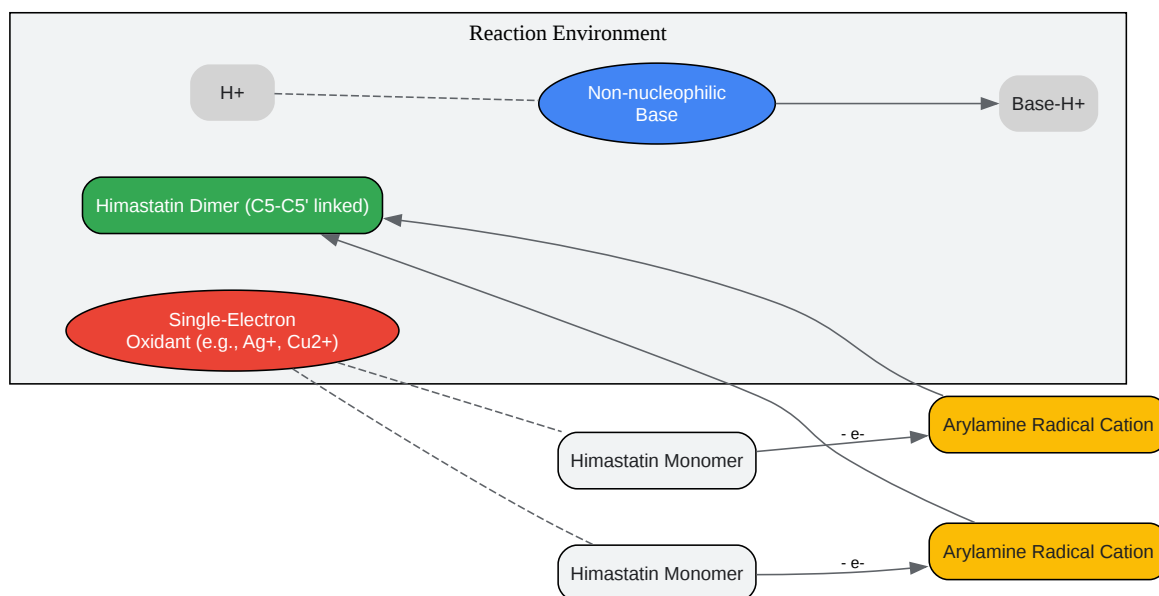 Reaction Environment
H+
Non-nucleophilic
Base
Base-H+
Himastatin Dimer (C5-C5' linked)
Single-Electron
Oxidant (e.g., Ag+, Cu2+)
Himastatin Monomer
- e-
Arylamine Radical Cation
Himastatin Monomer
- e-
Arylamine Radical Cation